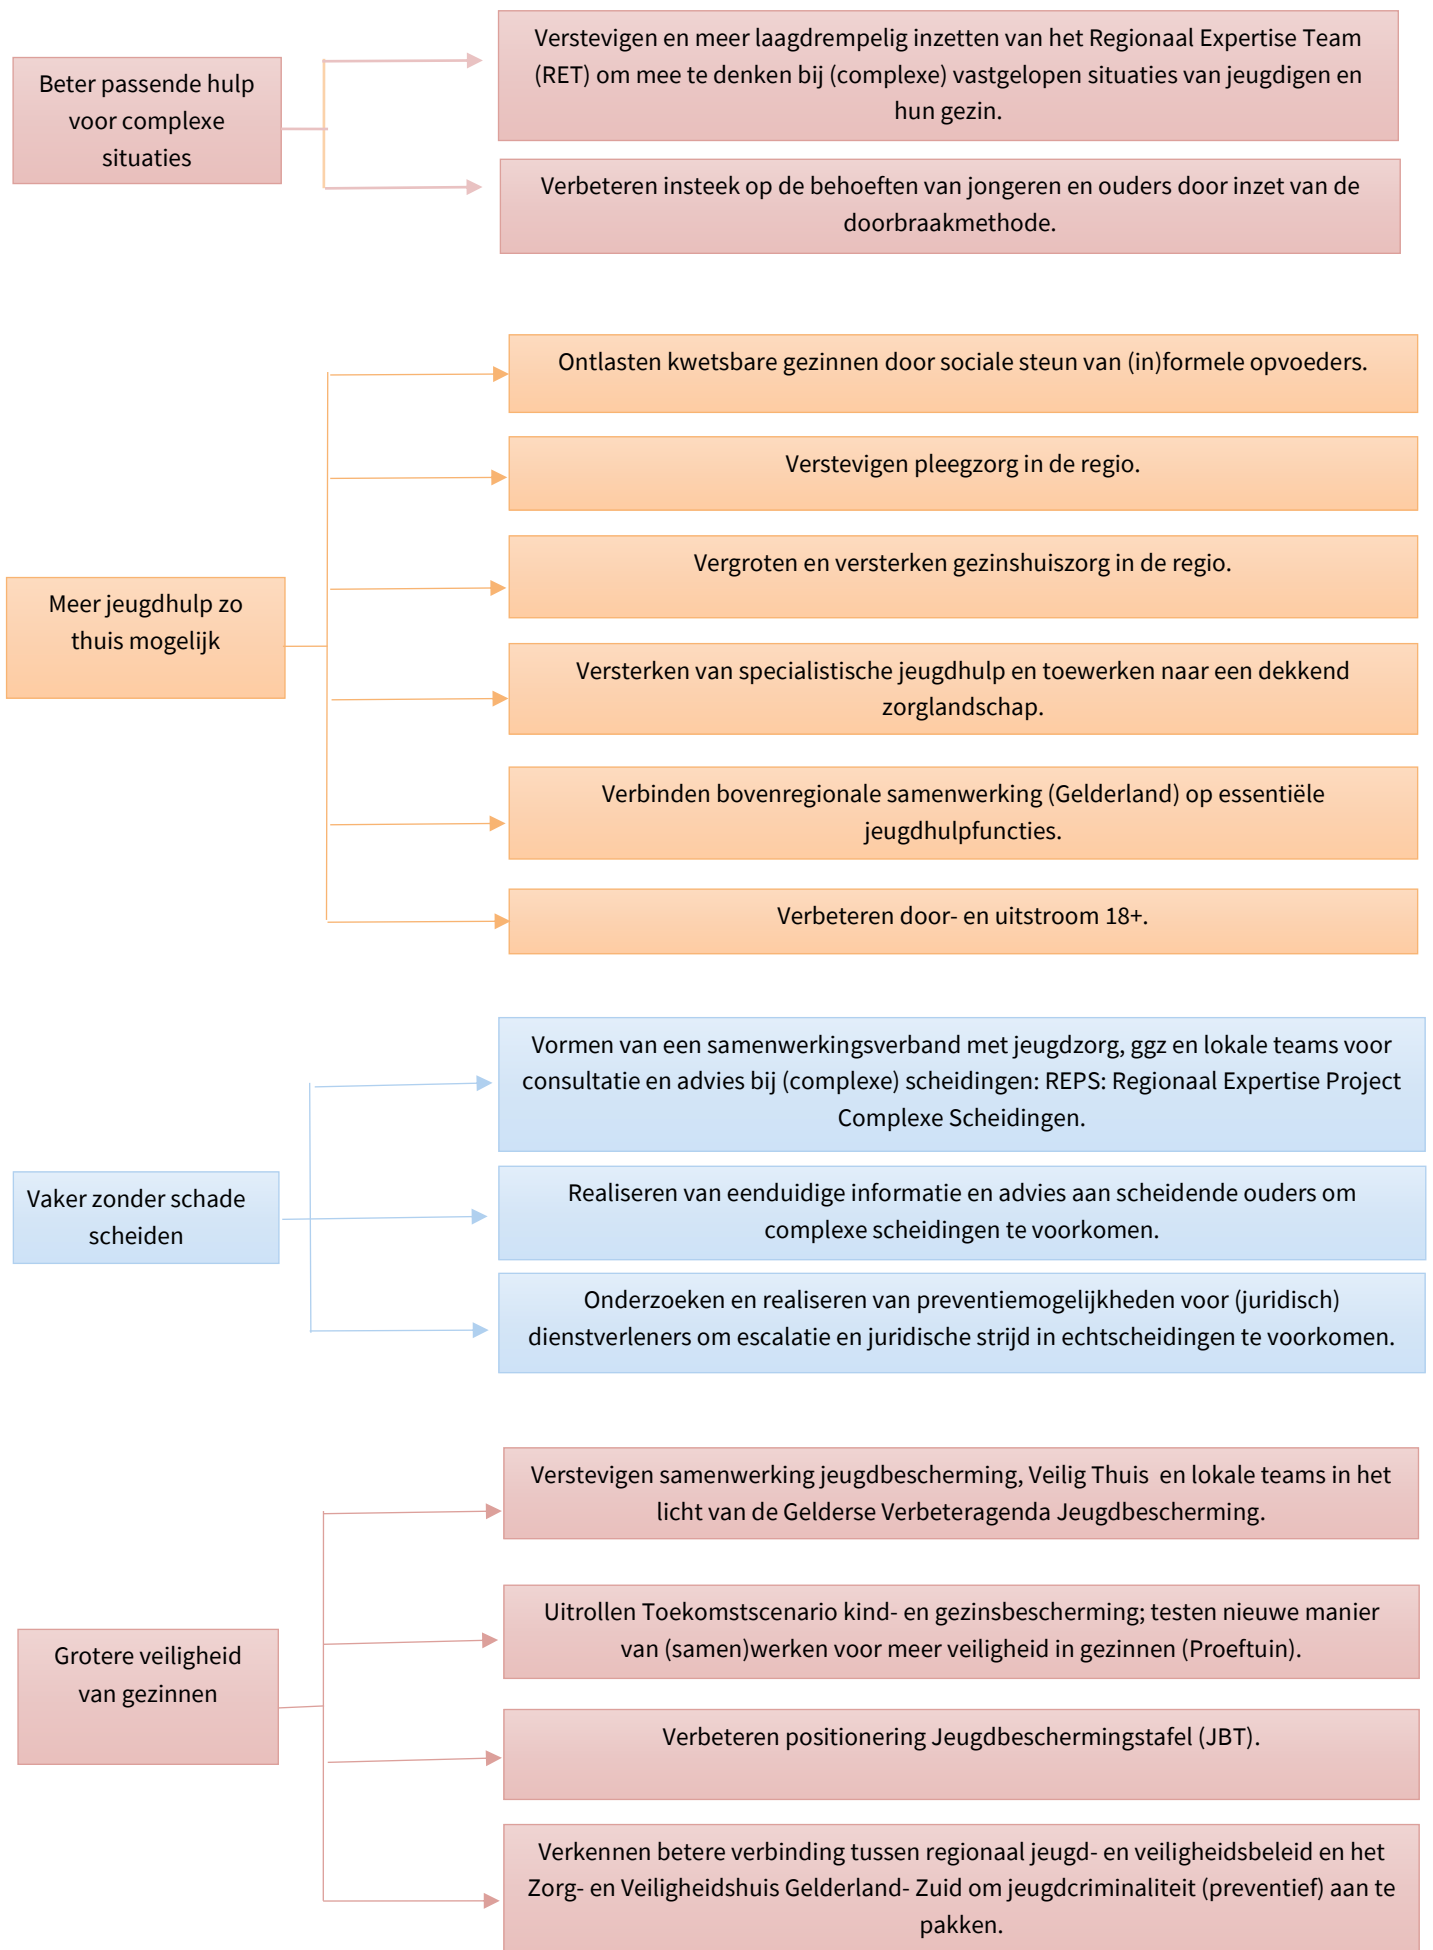 Beter passende hulp
voor complexe
situaties
Verstevigen en meer laagdrempelig inzetten van het Regionaal Expertise Team
(RET) om mee te denken bij (complexe) vastgelopen situaties van jeugdigen en
hun gezin.
Verbeteren insteek op de behoeften van jongeren en ouders door inzet van de
doorbraakmethode.
Meer jeugdhulp zo
thuis mogelijk
Ontlasten kwetsbare gezinnen door sociale steun van (in)formele opvoeders.
Verstevigen pleegzorg in de regio.
Vergroten en versterken gezinshuiszorg in de regio.
Versterken van specialistische jeugdhulp en toewerken naar een dekkend
zorglandschap.
Verbinden bovenregionale samenwerking (Gelderland) op essentiële
jeugdhulpfuncties.
Verbeteren door- en uitstroom 18+.
Vaker zonder schade
scheiden
Vormen van een samenwerkingsverband met jeugdzorg, ggz en lokale teams voor
consultatie en advies bij (complexe) scheidingen: REPS: Regionaal Expertise Project
Complexe Scheidingen.
Realiseren van eenduidige informatie en advies aan scheidende ouders om
complexe scheidingen te voorkomen.
Onderzoeken en realiseren van preventiemogelijkheden voor (juridisch)
dienstverleners om escalatie en juridische strijd in echtscheidingen te voorkomen.
Grotere veiligheid
van gezinnen
Verstevigen samenwerking jeugdbescherming, Veilig Thuis  en lokale teams in het
licht van de Gelderse Verbeteragenda Jeugdbescherming.
Uitrollen Toekomstscenario kind- en gezinsbescherming; testen nieuwe manier
van (samen)werken voor meer veiligheid in gezinnen (Proeftuin).
Verbeteren positionering Jeugdbeschermingstafel (JBT).
Verkennen betere verbinding tussen regionaal jeugd- en veiligheidsbeleid en het
Zorg- en Veiligheidshuis Gelderland- Zuid om jeugdcriminaliteit (preventief) aan te
pakken.